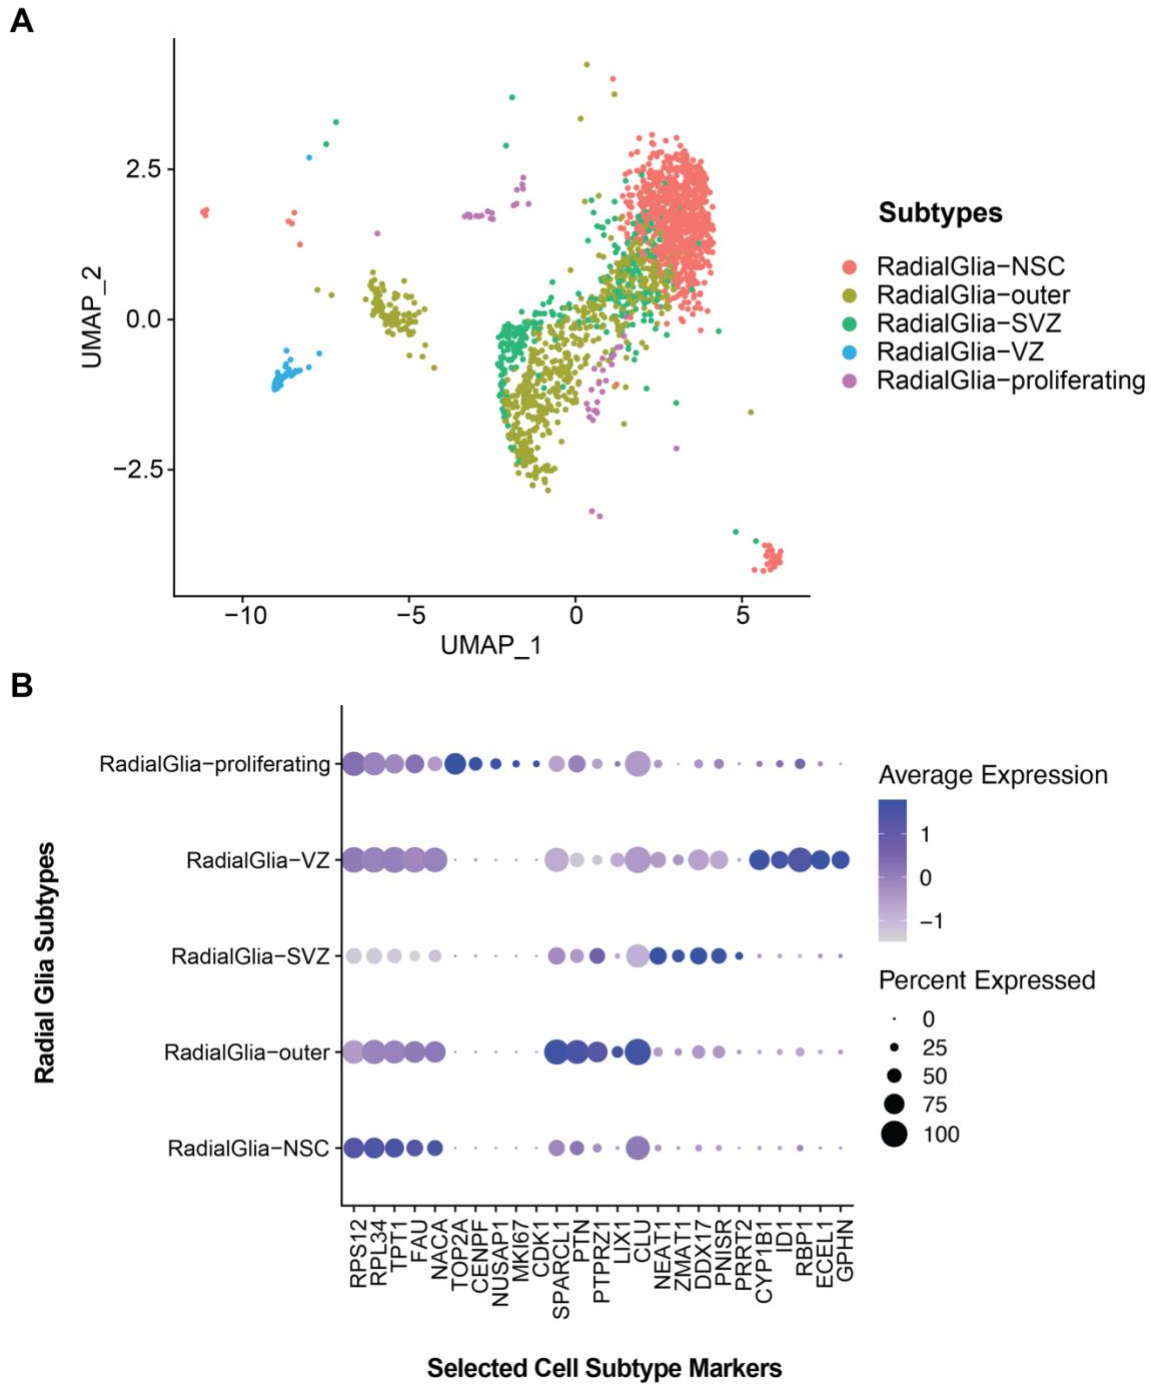 A
UMAP_2
2.5
0.0
−2.5
−10
−5
0
5
UMAP_1
Subtypes
RadialGlia−NSC
RadialGlia−outer
RadialGlia−SVZ
RadialGlia−VZ
RadialGlia−proliferating
B
Radial Glia Subtypes
RadialGlia−proliferating
RadialGlia−VZ
RadialGlia−SVZ
RadialGlia−outer
RadialGlia−NSC
RPS12
RPL34
TPT1
FAU
NACA
TOP2A
CENPF
NUSAP1
MKI67
CDK1
SPARCL1
PTN
PTPRZ1
LIX1
CLU
NEAT1
ZMAT1
DDX17
PNISR
PRRT2
CYP1B1
ID1
RBP1
ECEL1
GPHN
Selected Cell Subtype Markers
Average Expression
1
0
−1
Percent Expressed
0
25
50
75
100